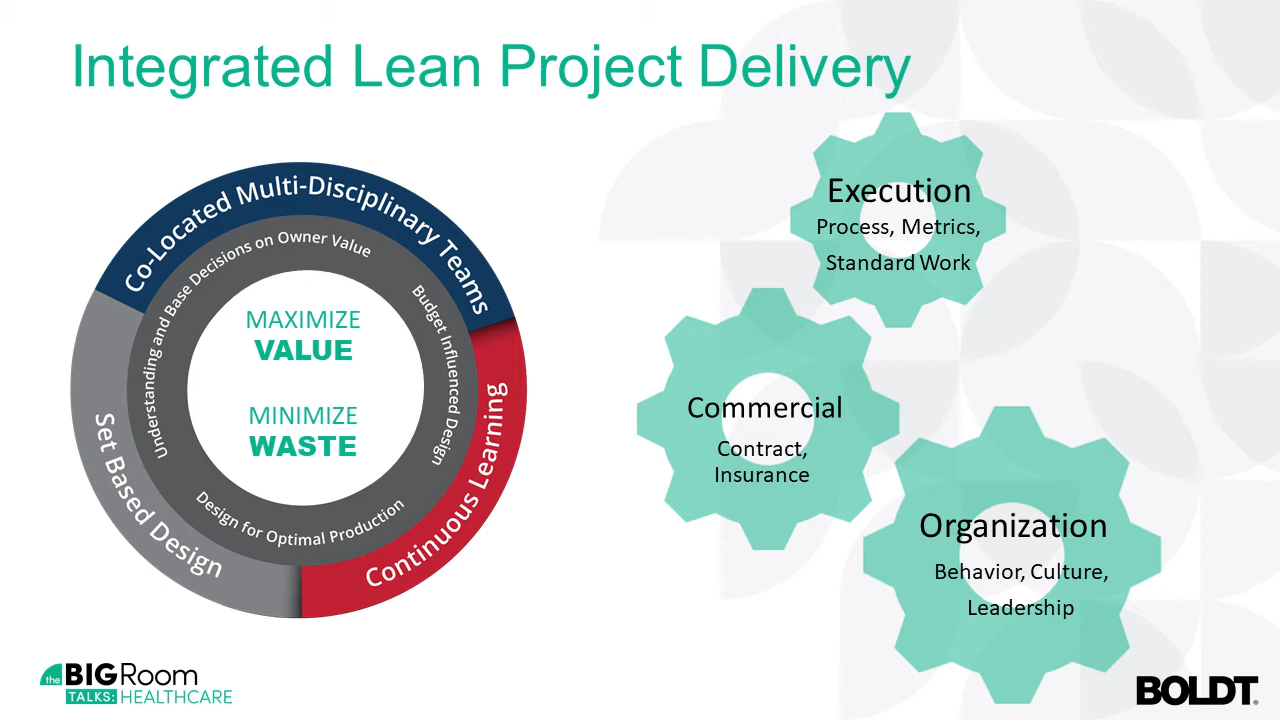 Integrated Lean Project Delivery
Co-Located Multi-Disciplinary Teams
Understanding and Base Decisions on Owner Value
Budget Influenced Design
Design for Optimal Production
Set Based Design
Continuous Learning
MAXIMIZE
VALUE
MINIMIZE
WASTE
Execution
Process, Metrics,
Standard Work
Commercial
Contract,
Insurance
Organization
Behavior, Culture,
Leadership
the BIG Room
TALKS: HEALTHCARE
BOLDT®